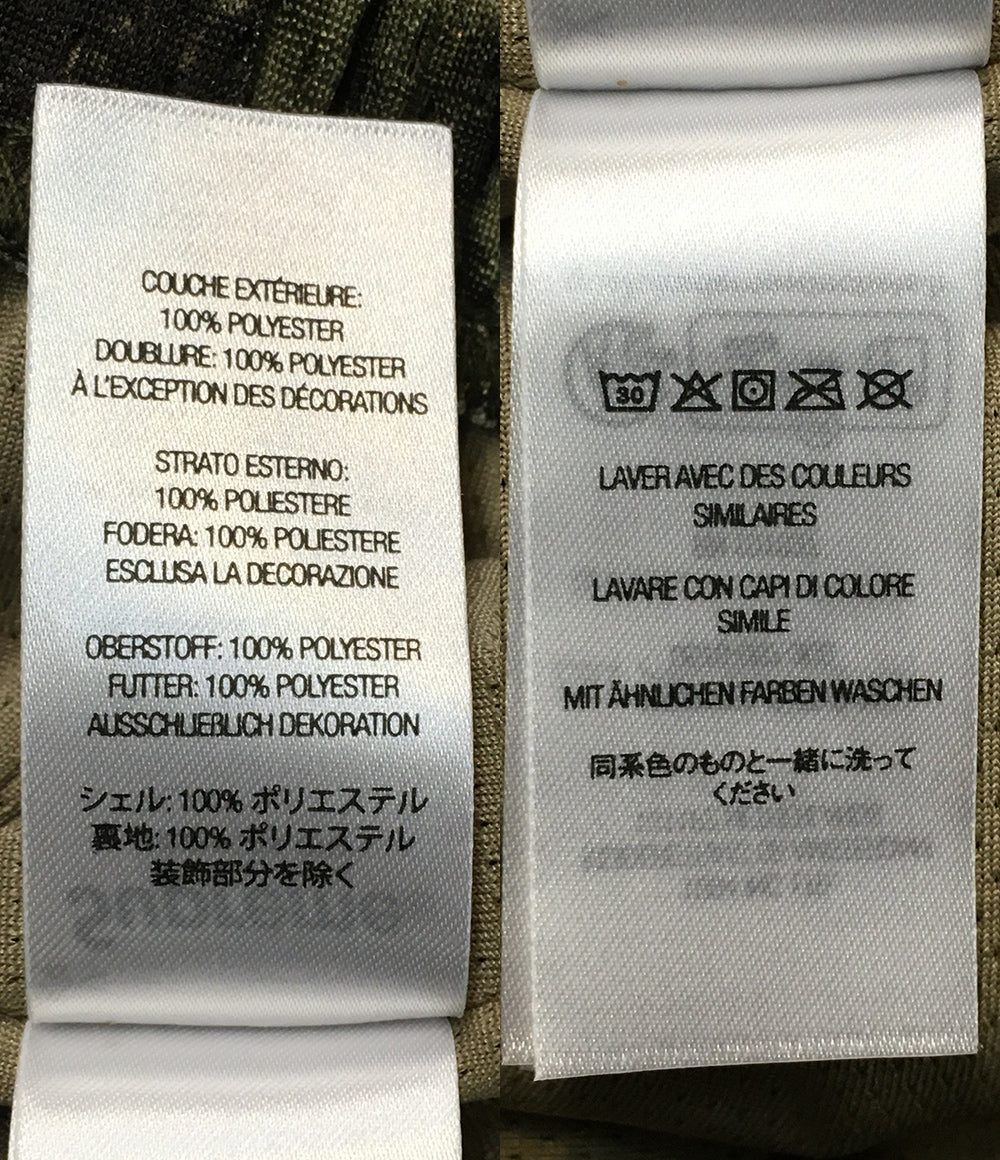 COUCHE EXTÉRIEURE:
100% POLYESTER
DOUBLURE: 100% POLYESTER
À L'EXCEPTION DES DÉCORATIONS
STRATO ESTERNO:
100% POLIESTERE
FODERA: 100% POLIESTERE
ESCLUSA LA DECORAZIONE
OBERSTOFF: 100% POLYESTER
FUTTER: 100% POLYESTER
AUSSCHLIEBLICH DEKORATION
シェル: 100% ポリエステル
裏地: 100% ポリエステル
装飾部分を除く
30
LAVER AVEC DES COULEURS
SIMILAIRES
LAVARE CON CAPI DI COLORE
SIMILE
MIT ÄHNLICHEN FARBEN WASCHEN
同系色のものと一緒に洗って
ください